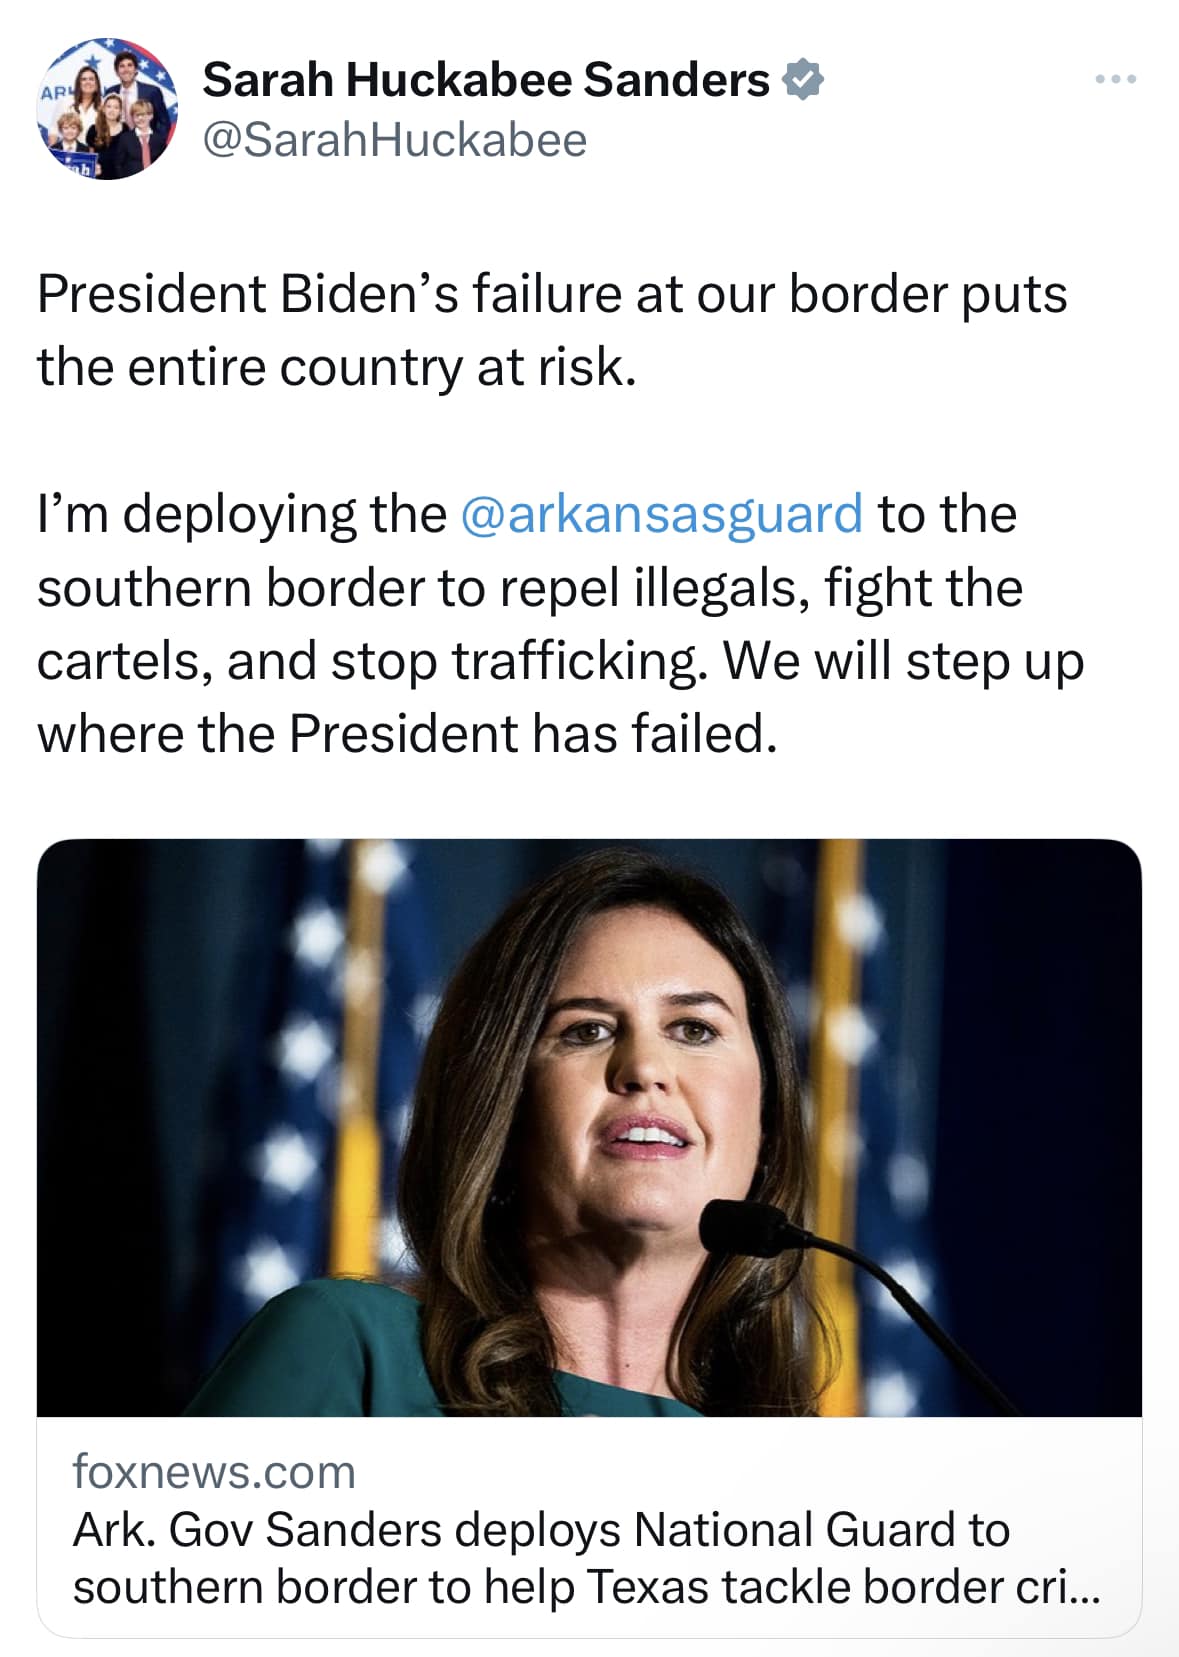 Sarah Huckabee Sanders
@SarahHuckabee
President Biden’s failure at our border puts
the entire country at risk.
I’m deploying the @arkansasguard to the
southern border to repel illegals, fight the
cartels, and stop trafficking. We will step up
where the President has failed.
foxnews.com
Ark. Gov Sanders deploys National Guard to
southern border to help Texas tackle border cri...